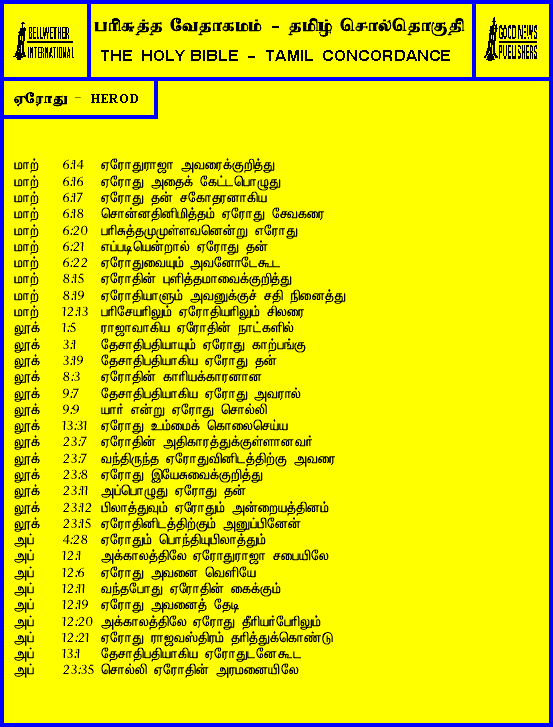 BELLWETHER
INTERNATIONAL
பரிசுத்த வேதாகமம் - தமிழ் சொல்தொகுதி
THE HOLY BIBLE - TAMIL CONCORDANCE
GOOD NEWS
PUBLISHERS
ஏரோது - HEROD
மாற் 6:14 ஏரோதுராஜா அவரைக்குறித்து
மாற் 6:16 ஏரோது அதைக் கேட்டபொழுது
மாற் 6:17 ஏரோது தன் சகோதரனாகிய
மாற் 6:18 சொன்னதினிமித்தம் ஏரோது சேவகரை
மாற் 6:20 பரிசுத்தமுமுள்ளவனென்று எரோது
மாற் 6:21 எப்படியென்றால் ஏரோது தன்
மாற் 6:22 ஏரோதுவையும் அவனோடேகூட
மாற் 8:15 ஏரோதின் புளித்தமாவைக்குறித்து
மாற் 8:19 ஏரோதியாளும் அவனுக்குச் சதி நினைத்து
மாற் 12:13 பரிசேயரிலும் ஏரோதியரிலும் சிலரை
லூக் 1:5 ராஜாவாகிய ஏரோதின் நாட்களில்
லூக் 3:1 தேசாதிபதியாயும் ஏரோது காற்பங்கு
லூக் 3:19 தேசாதிபதியாகிய ஏரோது தன்
லூக் 8:3 ஏரோதின் காரியக்காரனான
லூக் 9:7 தேசாதிபதியாகிய ஏரோது அவரால்
லூக் 9:9 யார் என்று ஏரோது சொல்லி
லூக் 13:31 ஏரோது உம்மைக் கொலைசெய்ய
லூக் 23:7 ஏரோதின் அதிகாரத்துக்குள்ளானவர்
லூக் 23:7 வந்திருந்த ஏரோதுவினிடத்திற்கு அவரை
லூக் 23:8 ஏரோது இயேசுவைக்குறித்து
லூக் 23:11 அப்பொழுது ஏரோது தன்
லூக் 23:12 பிலாத்துவும் ஏரோதும் அன்றையத்தினம்
லூக் 23:15 ஏரோதினிடத்திற்கும் அனுப்பினேன்
அப் 4:28 ஏரோதும் பொந்தியுபிலாத்தும்
அப் 12:1 அக்காலத்திலே ஏரோதுராஜா சபையிலே
அப் 12:6 ஏரோது அவனை வெளியே
அப் 12:11 வந்தபோது ஏரோதின் கைக்கும்
அப் 12:19 ஏரோது அவனைத் தேடி
அப் 12:20 அக்காலத்திலே ஏரோது தீரியர்பேரிலும்
அப் 12:21 ஏரோது ராஜவஸ்திரம் தரித்துக்கொண்டு
அப் 13:1 தேசாதிபதியாகிய ஏரோதுடனேகூட
அப் 23:35 சொல்லி ஏரோதின் அரமனையிலே